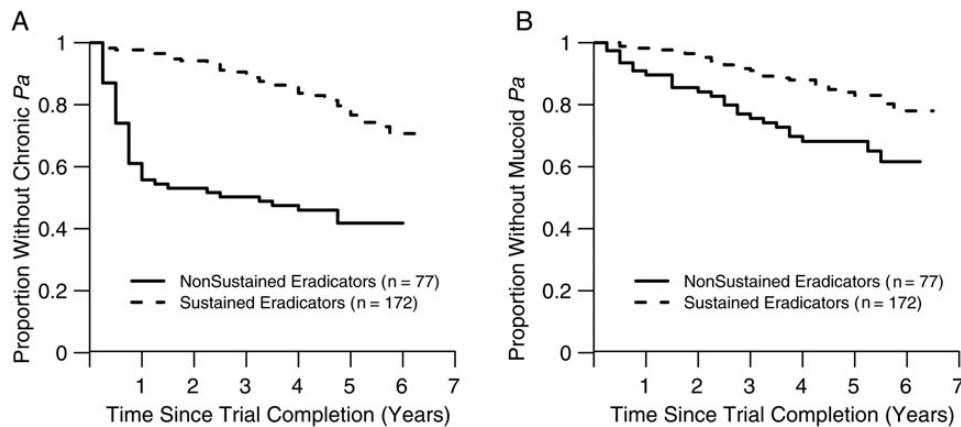 A
Proportion Without Chronic Pa
1
0.8
0.6
0.4
0.2
0
NonSustained Eradicators (n = 77)
Sustained Eradicators (n = 172)
1 2 3 4 5 6 7
Time Since Trial Completion (Years)
B
Proportion Without Mucoid Pa
1
0.8
0.6
0.4
0.2
0
NonSustained Eradicators (n = 77)
Sustained Eradicators (n = 172)
1 2 3 4 5 6 7
Time Since Trial Completion (Years)